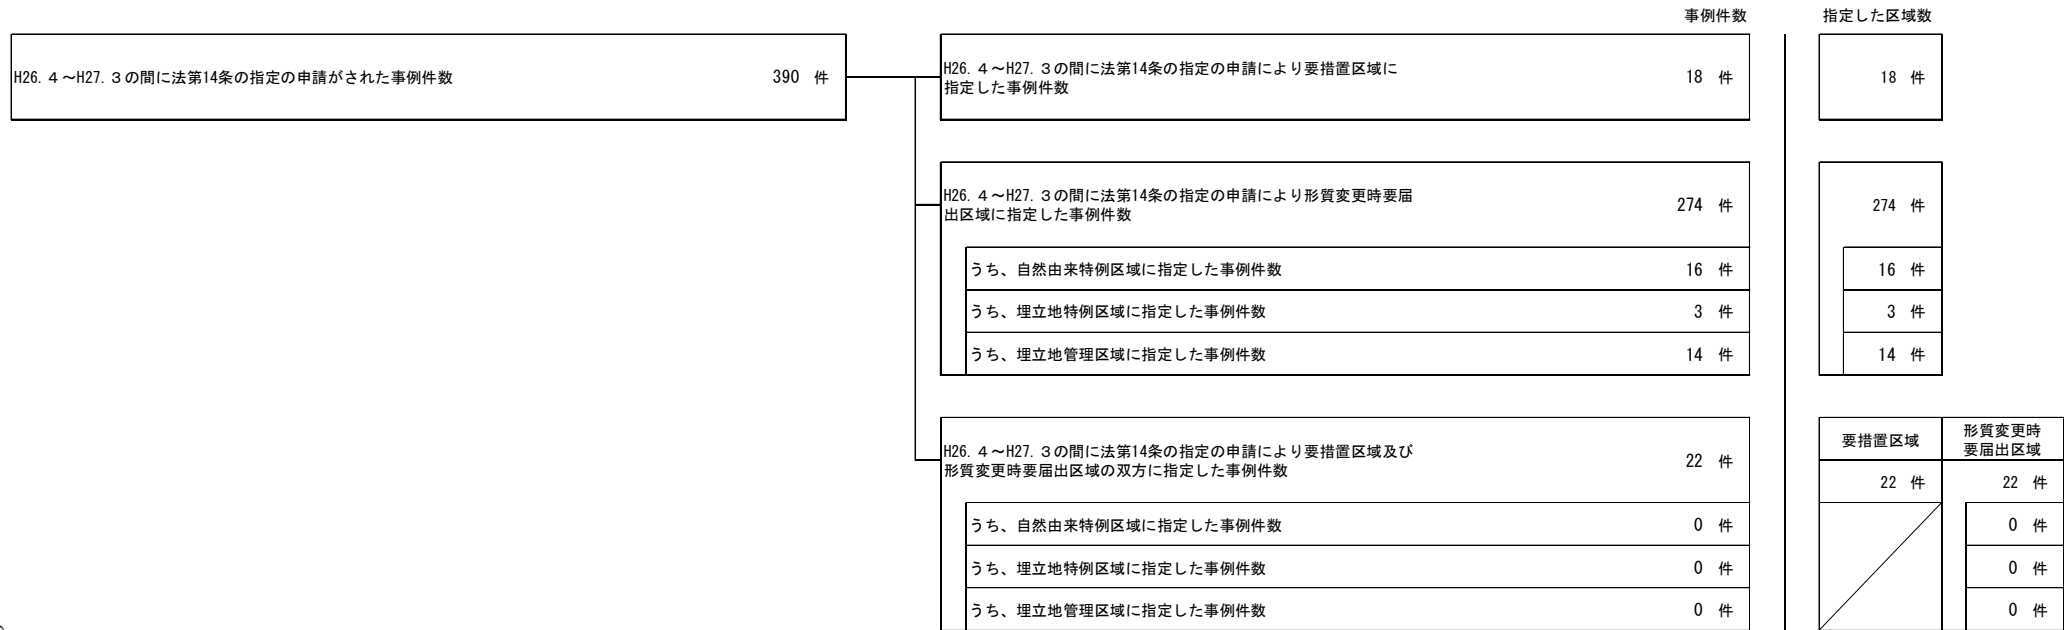 事例件数
指定した区域数
H26.４～H27.３の間に法第14条の指定の申請がされた事例件数 390 件
H26.４～H27.３の間に法第14条の指定の申請により要措置区域に
指定した事例件数
18 件
18 件
H26.４～H27.３の間に法第14条の指定の申請により形質変更時要届
出区域に指定した事例件数
274 件
274 件
うち、自然由来特例区域に指定した事例件数 16 件
16 件
うち、埋立地特例区域に指定した事例件数 3 件
3 件
うち、埋立地管理区域に指定した事例件数 14 件
14 件
H26.４～H27.３の間に法第14条の指定の申請により要措置区域及び
形質変更時要届出区域の双方に指定した事例件数
22 件
要措置区域
形質変更時
要届出区域
22 件
22 件
うち、自然由来特例区域に指定した事例件数 0 件
0 件
うち、埋立地特例区域に指定した事例件数 0 件
0 件
うち、埋立地管理区域に指定した事例件数 0 件
0 件